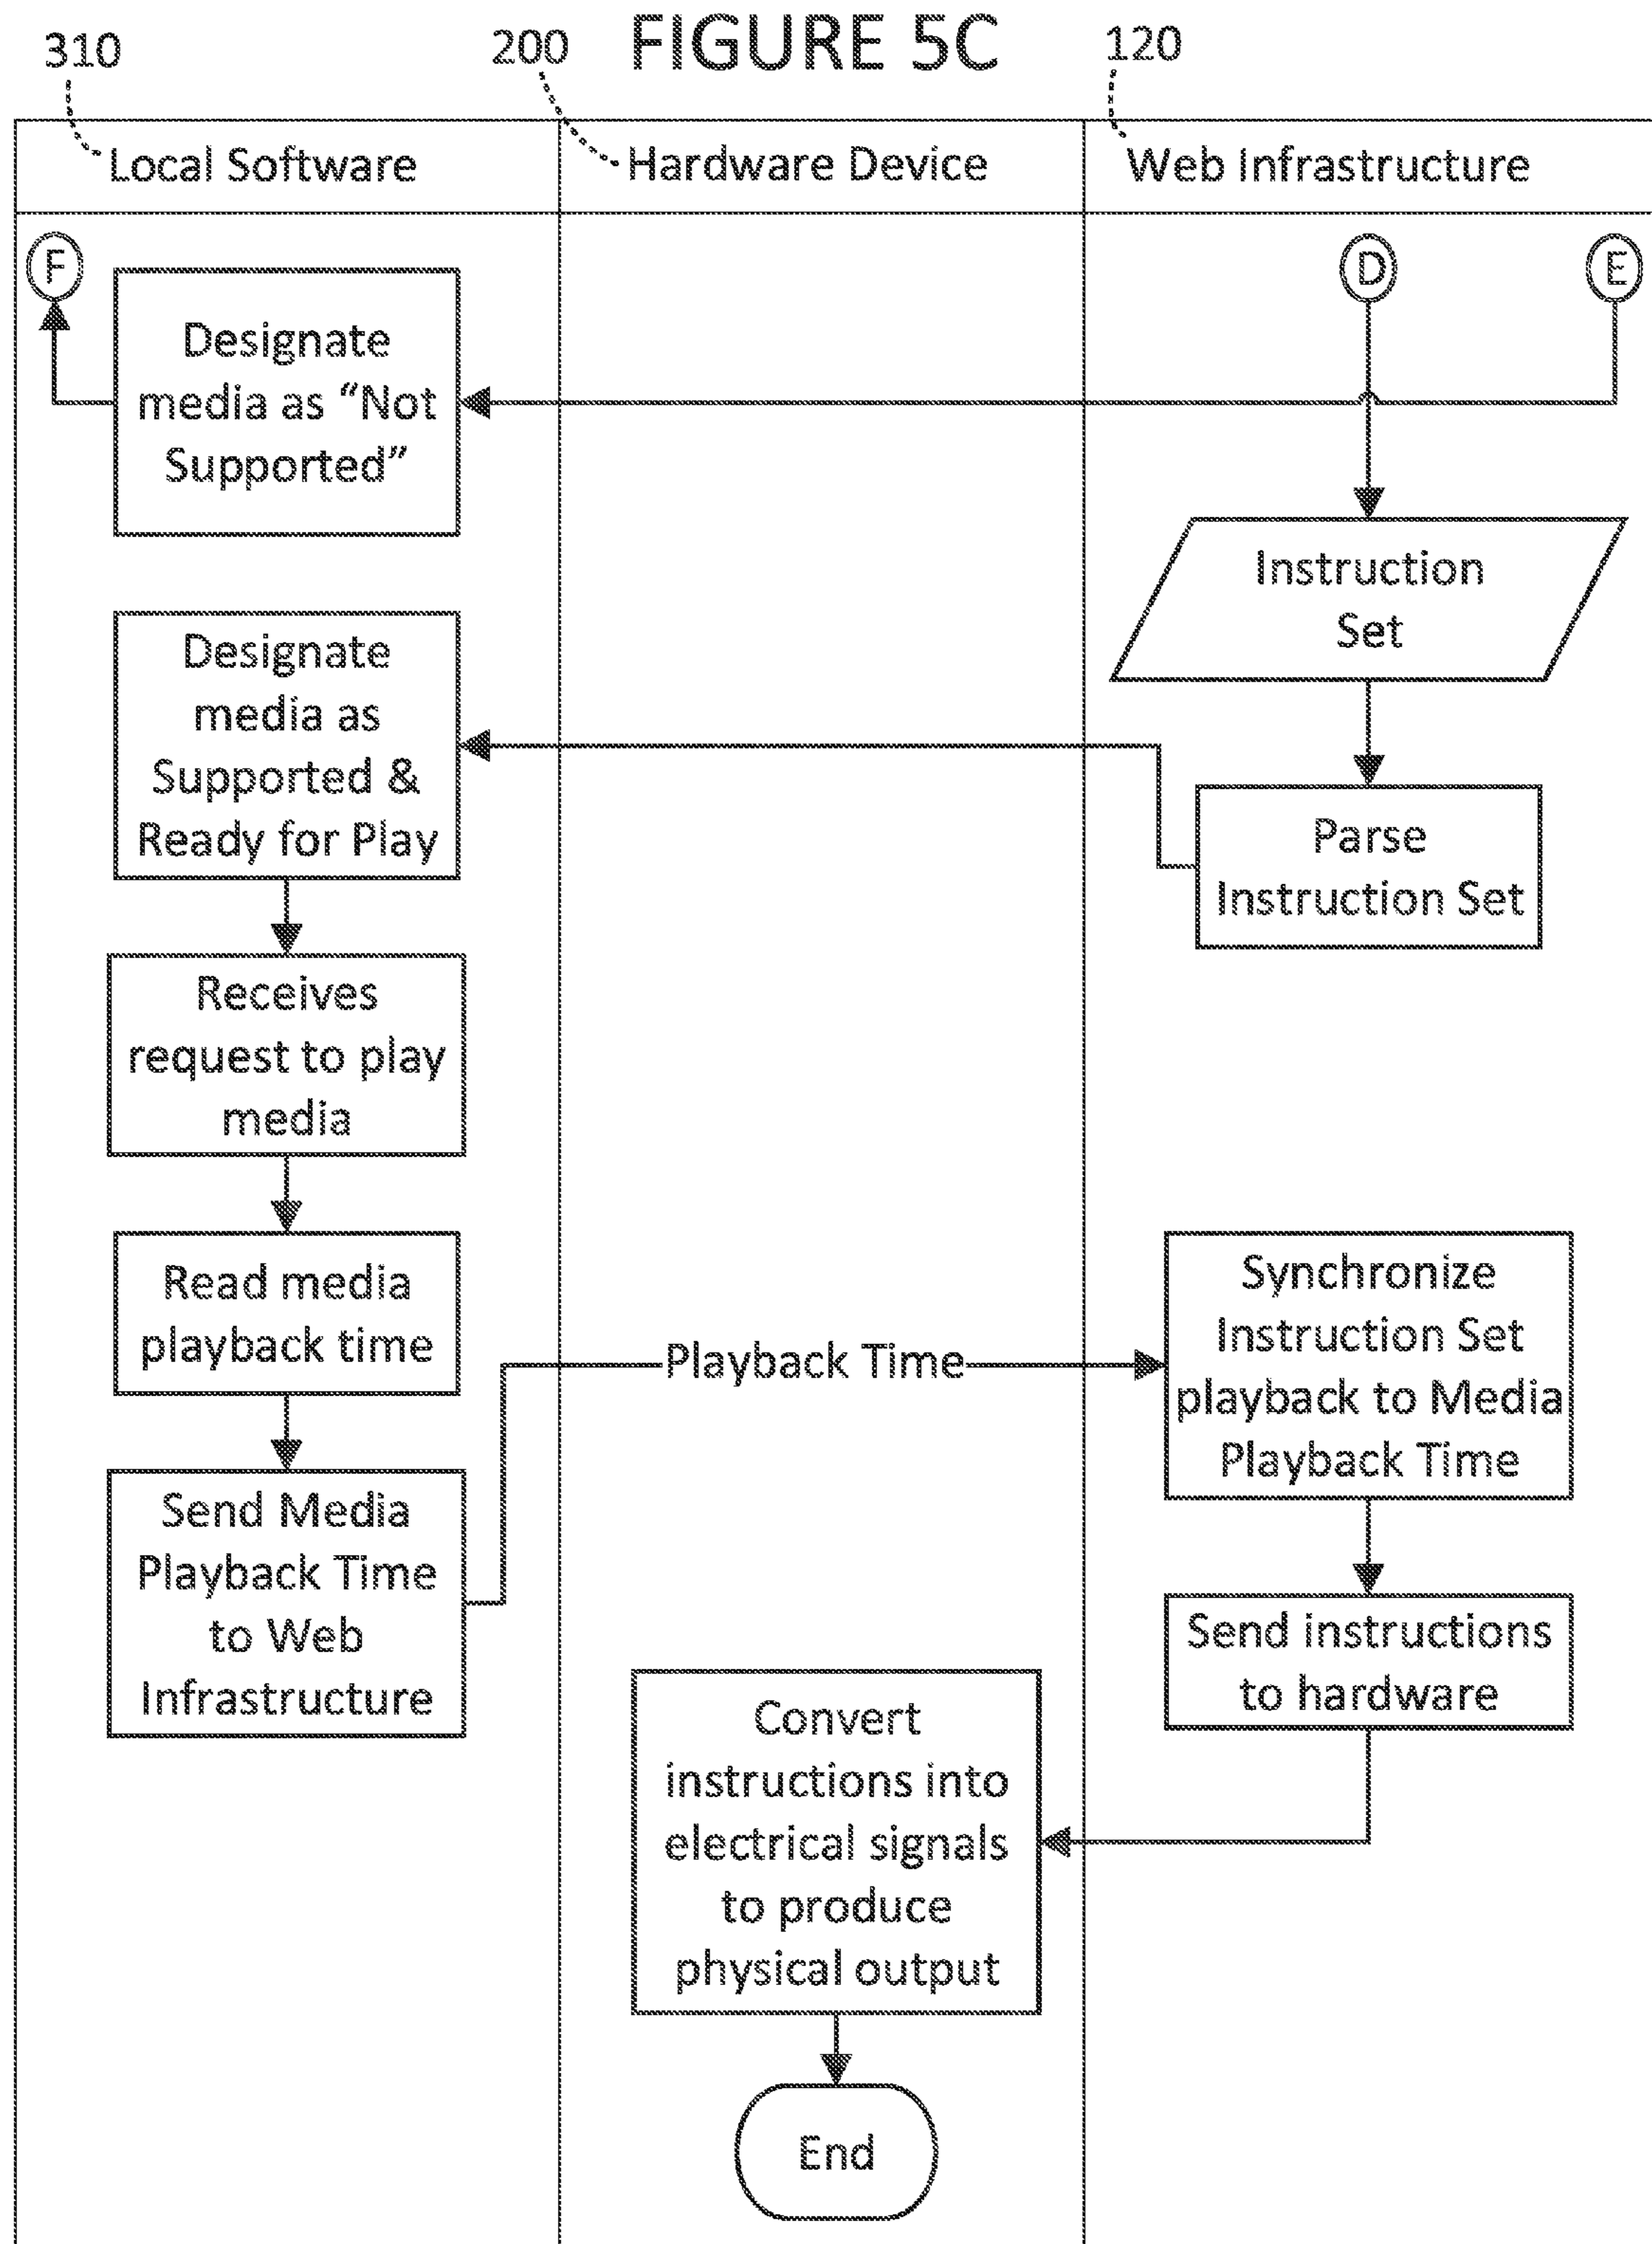 FIGURE 5C
310
200
120
Local Software
Hardware Device
Web Infrastructure
F
D
E
Designate
media as “Not
Supported”
Instruction
Set
Designate
media as
Supported &
Ready for Play
Parse
Instruction Set
Receives
request to play
media
Read media
playback time
Playback Time
Synchronize
Instruction Set
playback to Media
Playback Time
Send Media
Playback Time
to Web
Infrastructure
Send instructions
to hardware
Convert
instructions into
electrical signals
to produce
physical output
End